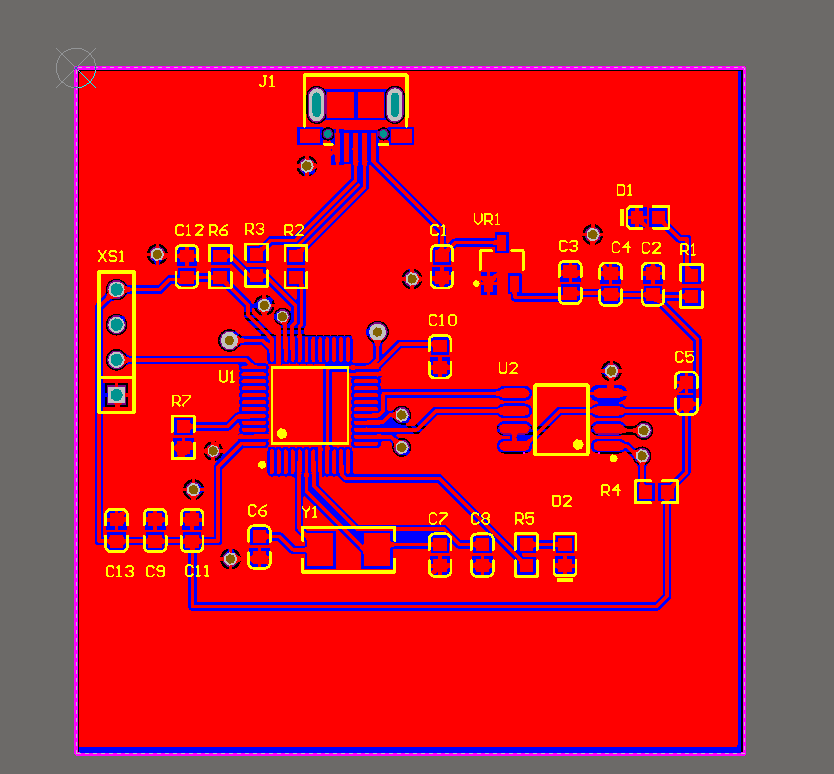 J1
D1
C12 R6 R3 R2 C1 VR1 C3 C4 C2 R1
XS1
C10
U1 U2 C5
R7
R4
C6 Y1 C7 C8 R5 D2
C13 C9 C11